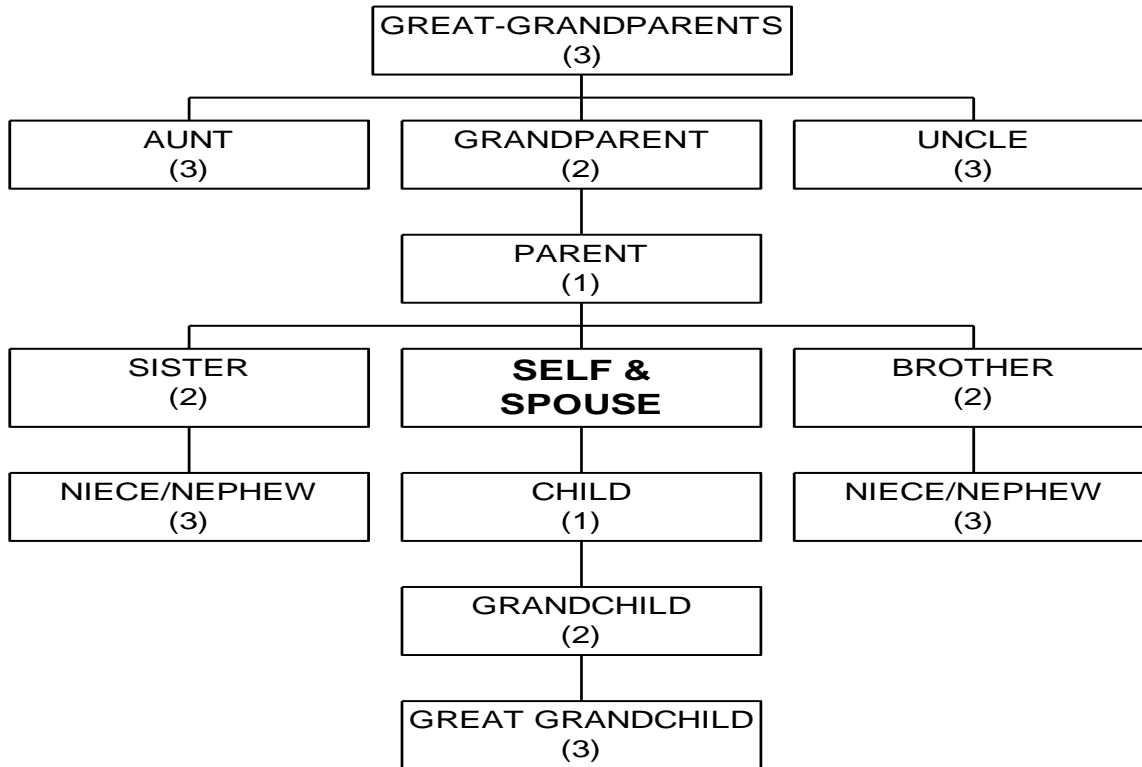 GREAT-GRANDPARENTS
(3)
AUNT
(3)
GRANDPARENT
(2)
UNCLE
(3)
PARENT
(1)
SISTER
(2)
SELF &
SPOUSE
BROTHER
(2)
NIECE/NEPHEW
(3)
CHILD
(1)
NIECE/NEPHEW
(3)
GRANDCHILD
(2)
GREAT GRANDCHILD
(3)